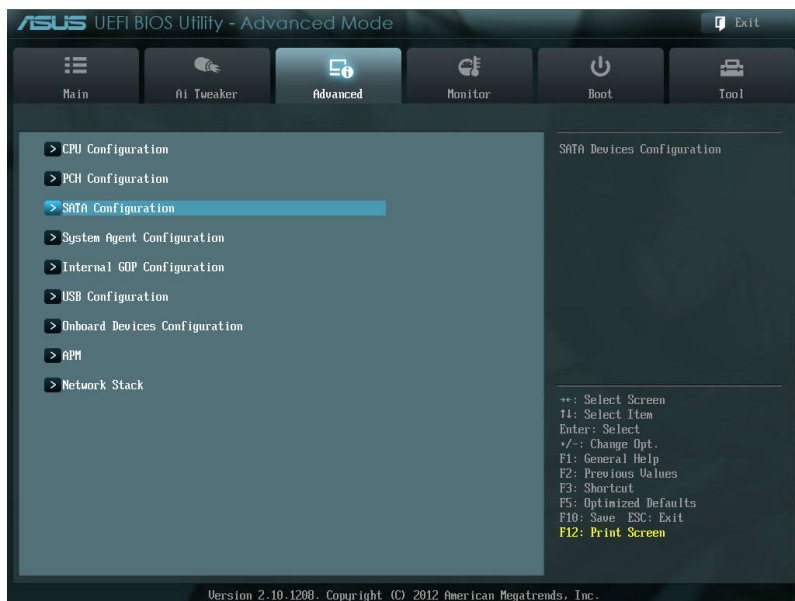 ASUS UEFI BIOS Utility - Advanced Mode
Exit
Main
Ai Tweaker
Advanced
Monitor
Boot
Tool
> CPU Configuration
> PCH Configuration
> SATA Configuration
> System Agent Configuration
> Internal GOP Configuration
> USB Configuration
> Onboard Devices Configuration
> APM
> Network Stack
SATA Devices Configuration
→←: Select Screen
↑↓: Select Item
Enter: Select
+/-: Change Opt.
F1: General Help
F2: Previous Values
F3: Shortcut
F5: Optimized Defaults
F10: Save ESC: Exit
F12: Print Screen
Version 2.10.1208. Copyright (C) 2012 American Megatrends, Inc.